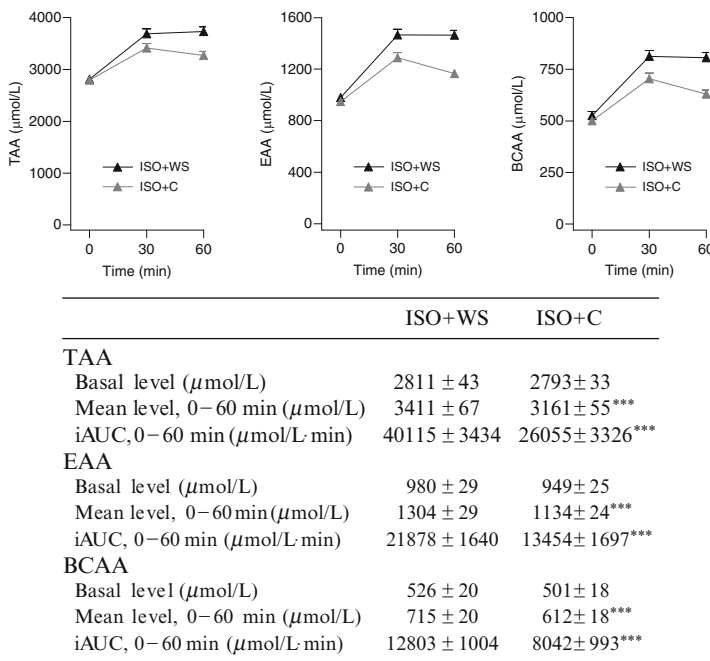 4000
3000
2000
1000
0
TAA (μmol/L)
ISO+WS
ISO+C
0 30 60
Time (min)
1600
1200
800
400
0
EAA (μmol/L)
ISO+WS
ISO+C
0 30 60
Time (min)
1000
750
500
250
0
BCAA (μmol/L)
ISO+WS
ISO+C
0 30 60
Time (min)
ISO+WS ISO+C
TAA
Basal level (μmol/L) 2811±43 2793±33
Mean level, 0−60 min (μmol/L) 3411±67 3161±55***
iAUC, 0−60 min (μmol/L·min) 40115±3434 26055±3326***
EAA
Basal level (μmol/L) 980±29 949±25
Mean level, 0−60min (μmol/L) 1304±29 1134±24***
iAUC, 0−60 min (μmol/L·min) 21878±1640 13454±1697***
BCAA
Basal level (μmol/L) 526±20 501±18
Mean level, 0−60 min (μmol/L) 715±20 612±18***
iAUC, 0−60 min (μmol/L·min) 12803±1004 8042±993***